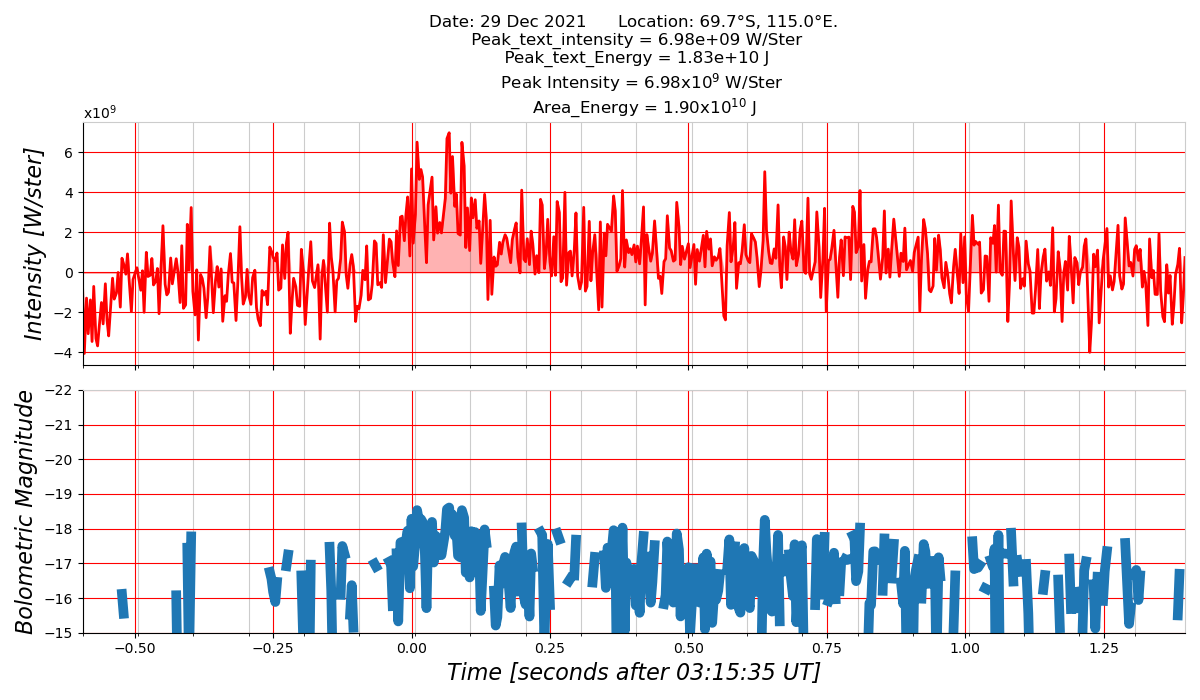 Date: 29 Dec 2021      Location: 69.7°S, 115.0°E.
Peak_text_intensity = 6.98e+09 W/Ster
Peak_text_Energy = 1.83e+10 J
Peak Intensity = 6.98x10⁹ W/Ster
Area_Energy = 1.90x10¹⁰ J
x10⁹
Intensity [W/ster]
6
4
2
0
−2
−4
Bolometric Magnitude
−22
−21
−20
−19
−18
−17
−16
−15
−0.50 −0.25 0.00 0.25 0.50 0.75 1.00 1.25
Time [seconds after 03:15:35 UT]